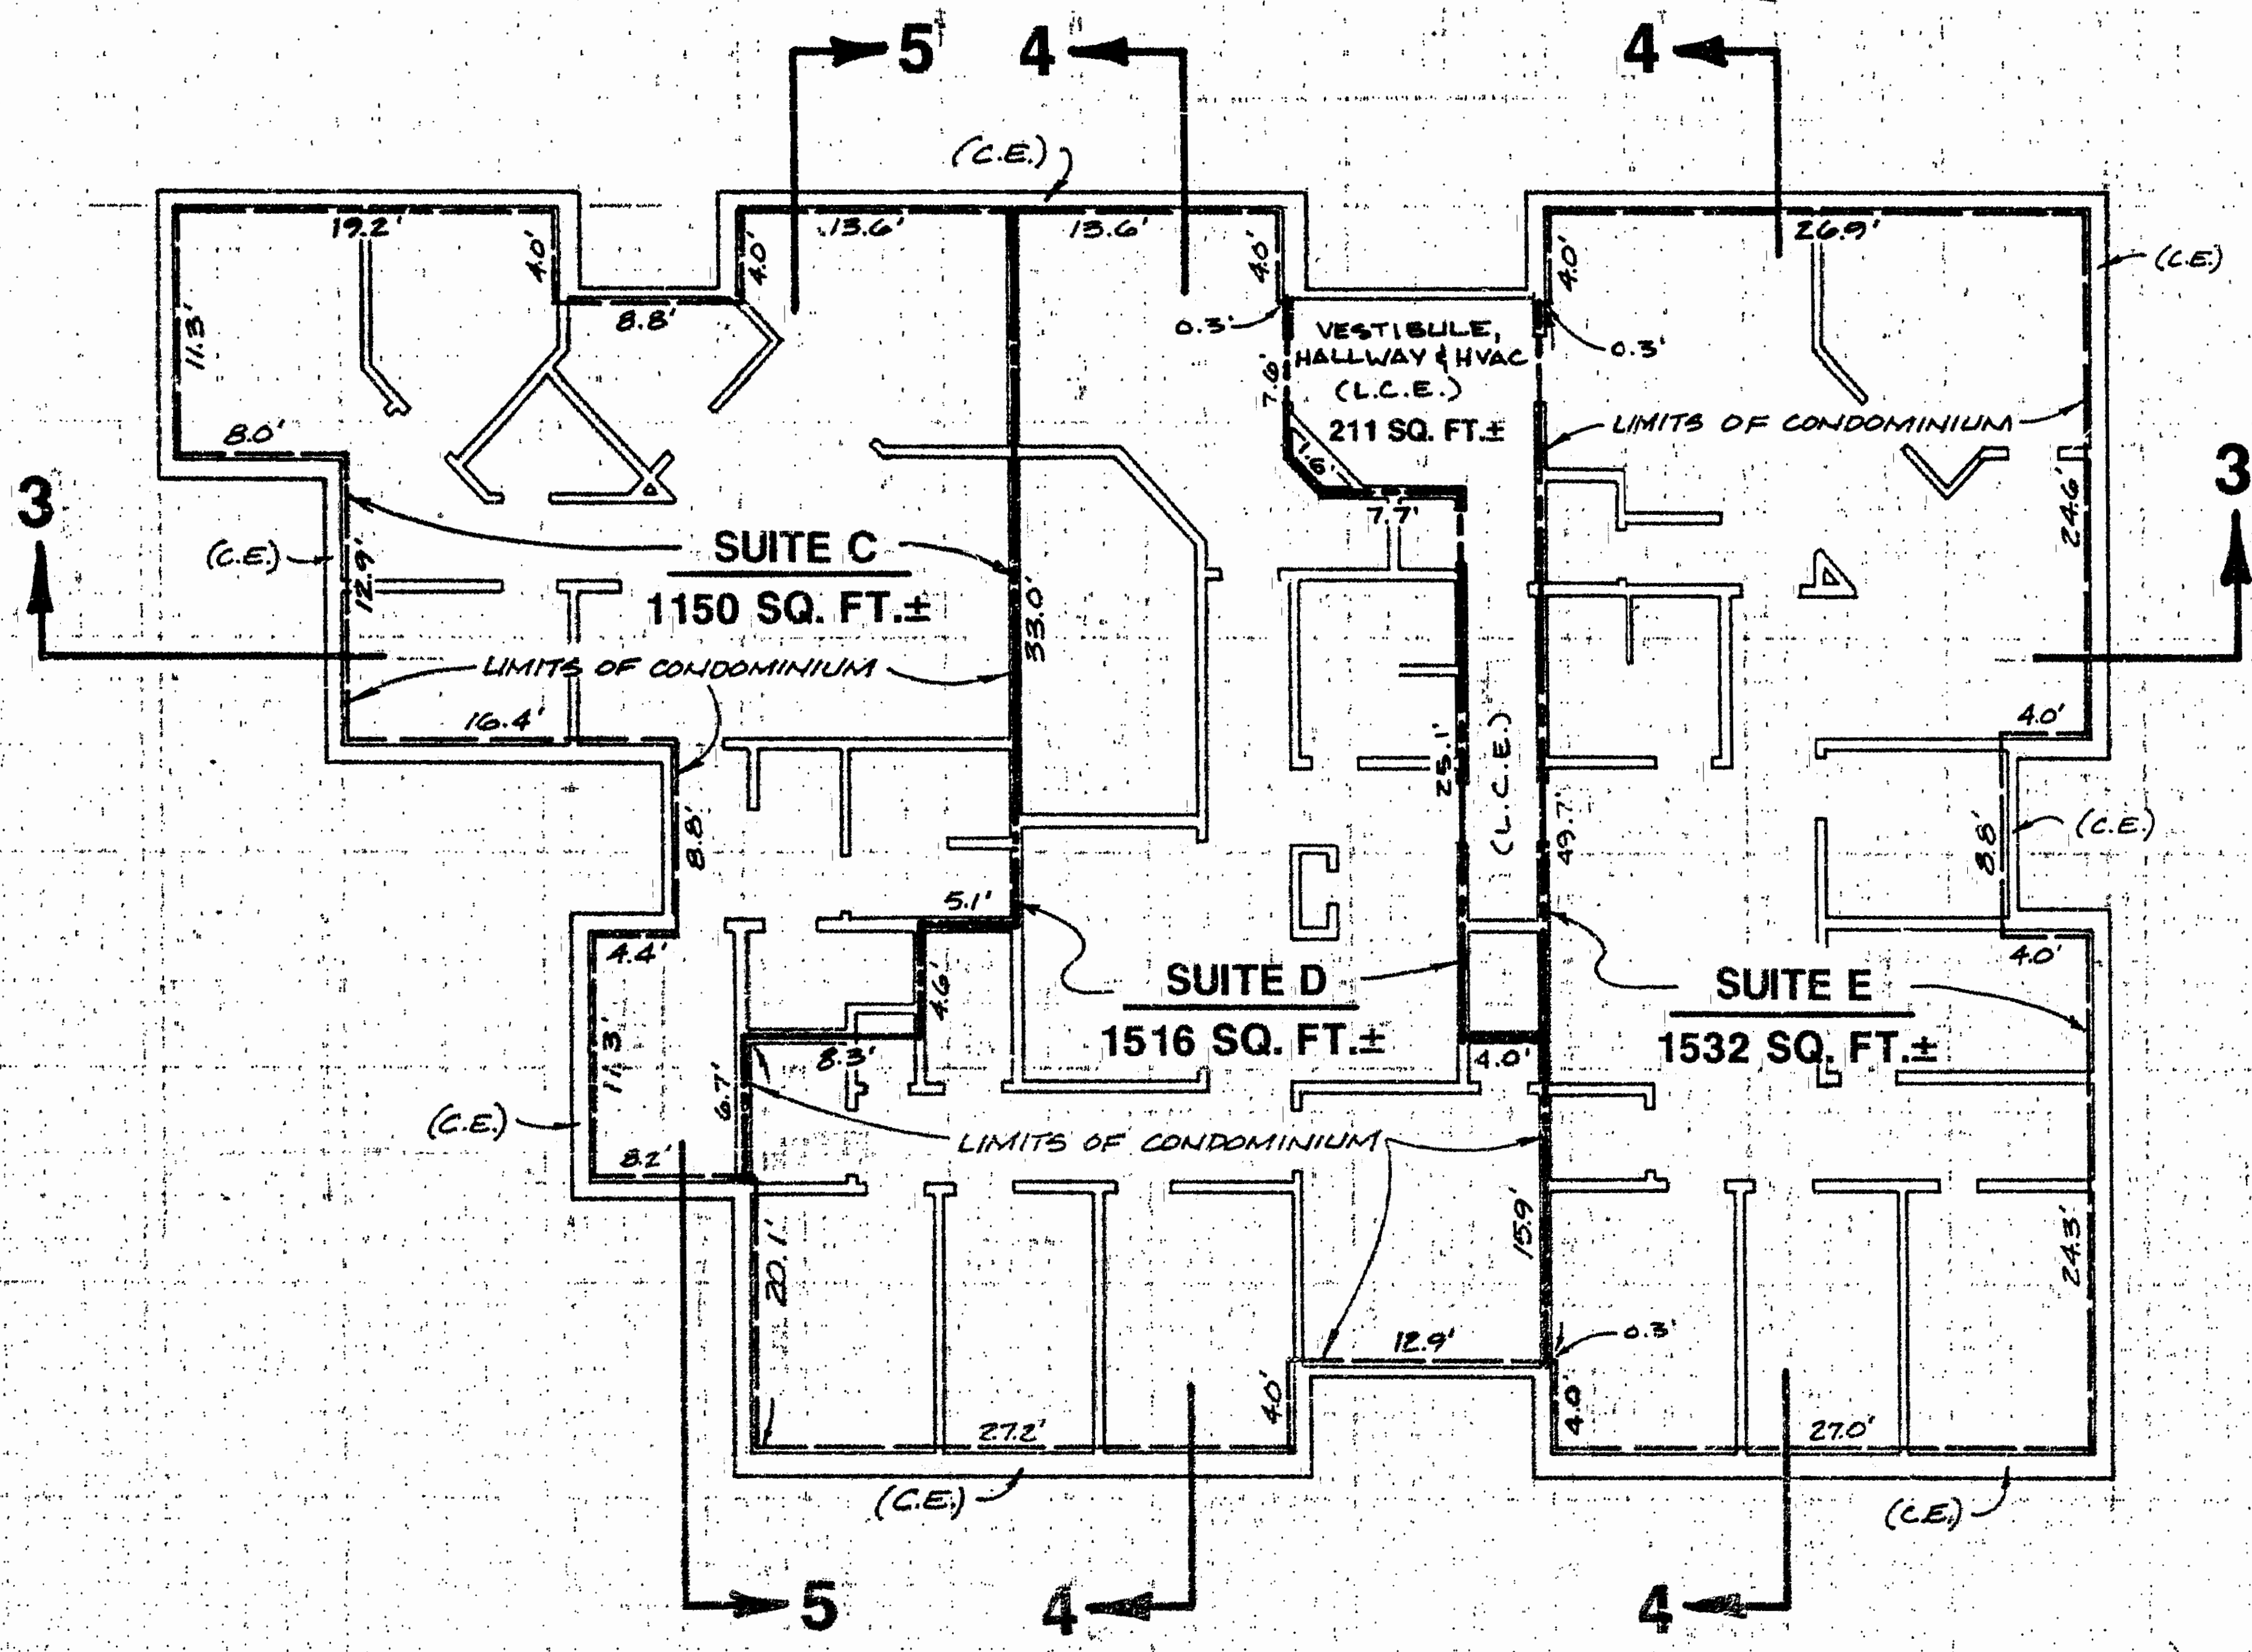 5 4 4
(C.E.)
19.2' 13.6' 13.6' 26.9'
4.0' 4.0' 4.0' 4.0'
(C.E.)
8.8'
11.3'
0.3'
VESTIBULE,
HALLWAY & HVAC
(L.C.E.)
211 SQ. FT.±
0.3'
7.6'
LIMITS OF CONDOMINIUM
8.0'
1.6'
3 3
7.7'
24.6'
SUITE C
1150 SQ. FT.±
(C.E.)
12.9'
33.0'
LIMITS OF CONDOMINIUM
16.4'
4.0'
25.1'
(L.C.E.)
49.7'
8.8'
8.8'
(C.E.)
5.1'
4.4'
4.0'
4.6'
SUITE D
1516 SQ. FT.±
SUITE E
1532 SQ. FT.±
8.3'
4.0'
11.3'
6.7'
(C.E.)
LIMITS OF CONDOMINIUM
8.2'
20.1'
15.9'
24.3'
12.9'
0.3'
4.0'
4.0'
27.2'
27.0'
(C.E.)
(C.E.)
5 4 4